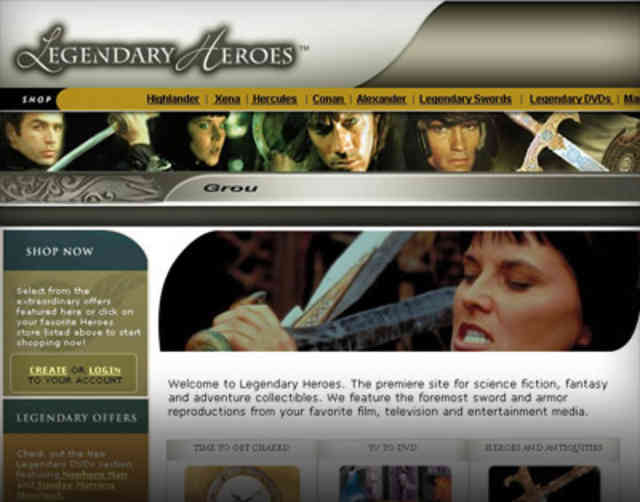 LEGENDARY HEROES™
SHOP
Highlander | Xena | Hercules | Conan | Alexander | Legendary Swords | Legendary DVDs | Ma
Grou
SHOP NOW
Select from the
extraordinary offers
featured here or click on
your favorite Heroes
store listed above to start
shopping now!
CREATE OR LOGIN
TO YOUR ACCOUNT
LEGENDARY OFFERS
Check out the New
Legendary DVDs section
featuring
Welcome to Legendary Heroes. The premiere site for science fiction, fantasy
and adventure collectibles. We feature the foremost sword and armor
reproductions from your favorite film, television and entertainment media.
TIME TO GET CHAKED
TV TO DVD
HEROES AND ANTIQUITIES